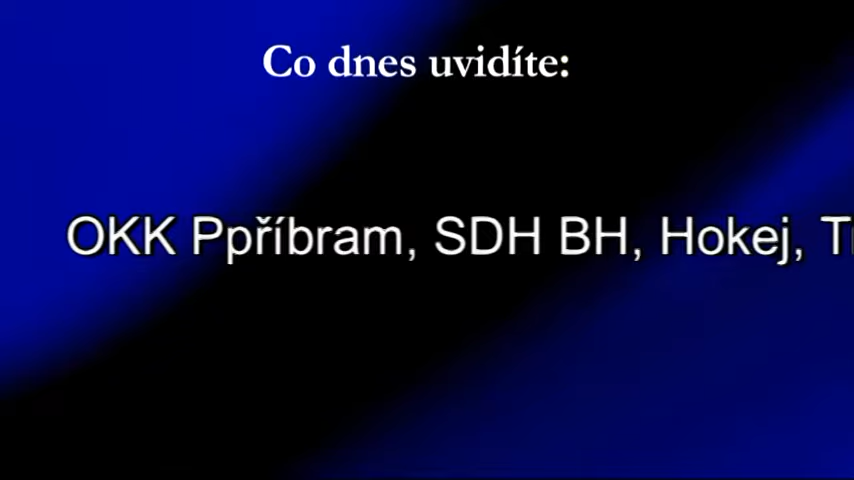 Co dnes uvidíte:
OKK Ppříbram, SDH BH, Hokej,